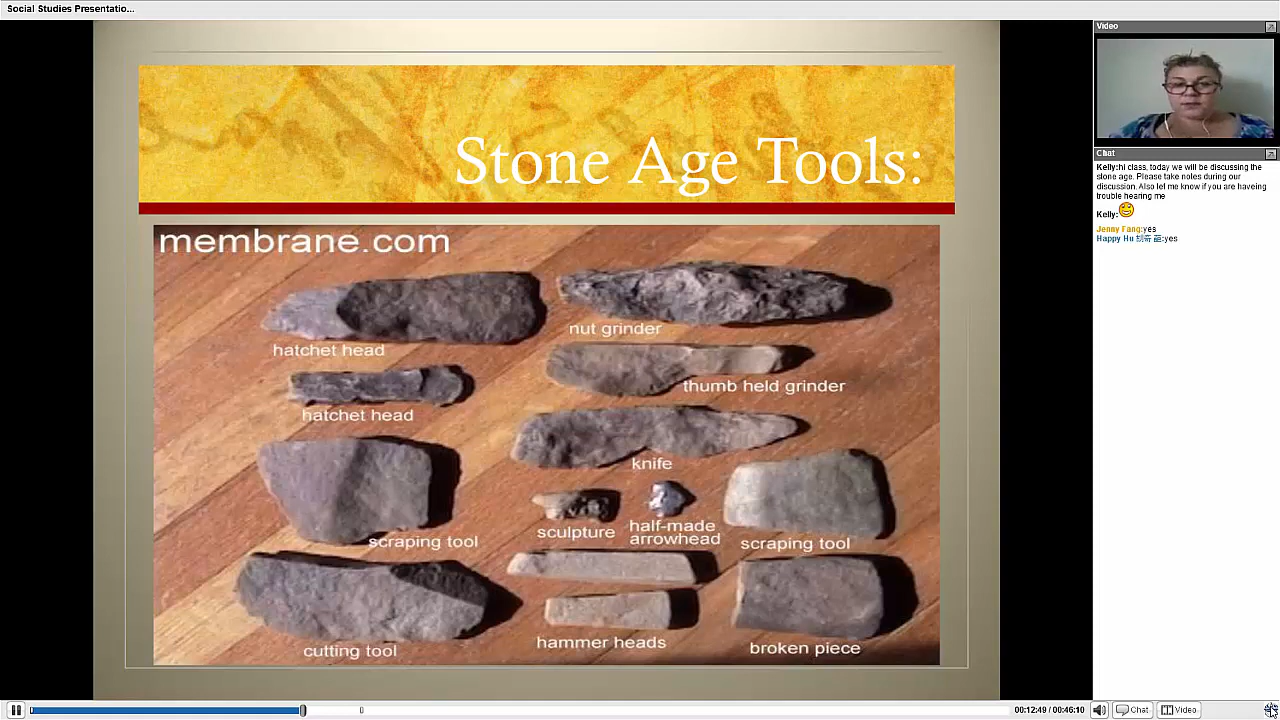 Social Studies Presentatio...
Stone Age Tools:
membrane.com
hatchet head
nut grinder
hatchet head
thumb held grinder
knife
scraping tool
sculpture
half-made
arrowhead
scraping tool
cutting tool
hammer heads
broken piece
Video
Chat
Kelly:hi class, today we will be discussing the
stone age. Please take notes during our
discussion. Also let me know if you are haveing
trouble hearing me
Kelly:
Jenny Fang:yes
Happy Hu :yes
00:12:49 / 00:46:10
Chat
Video